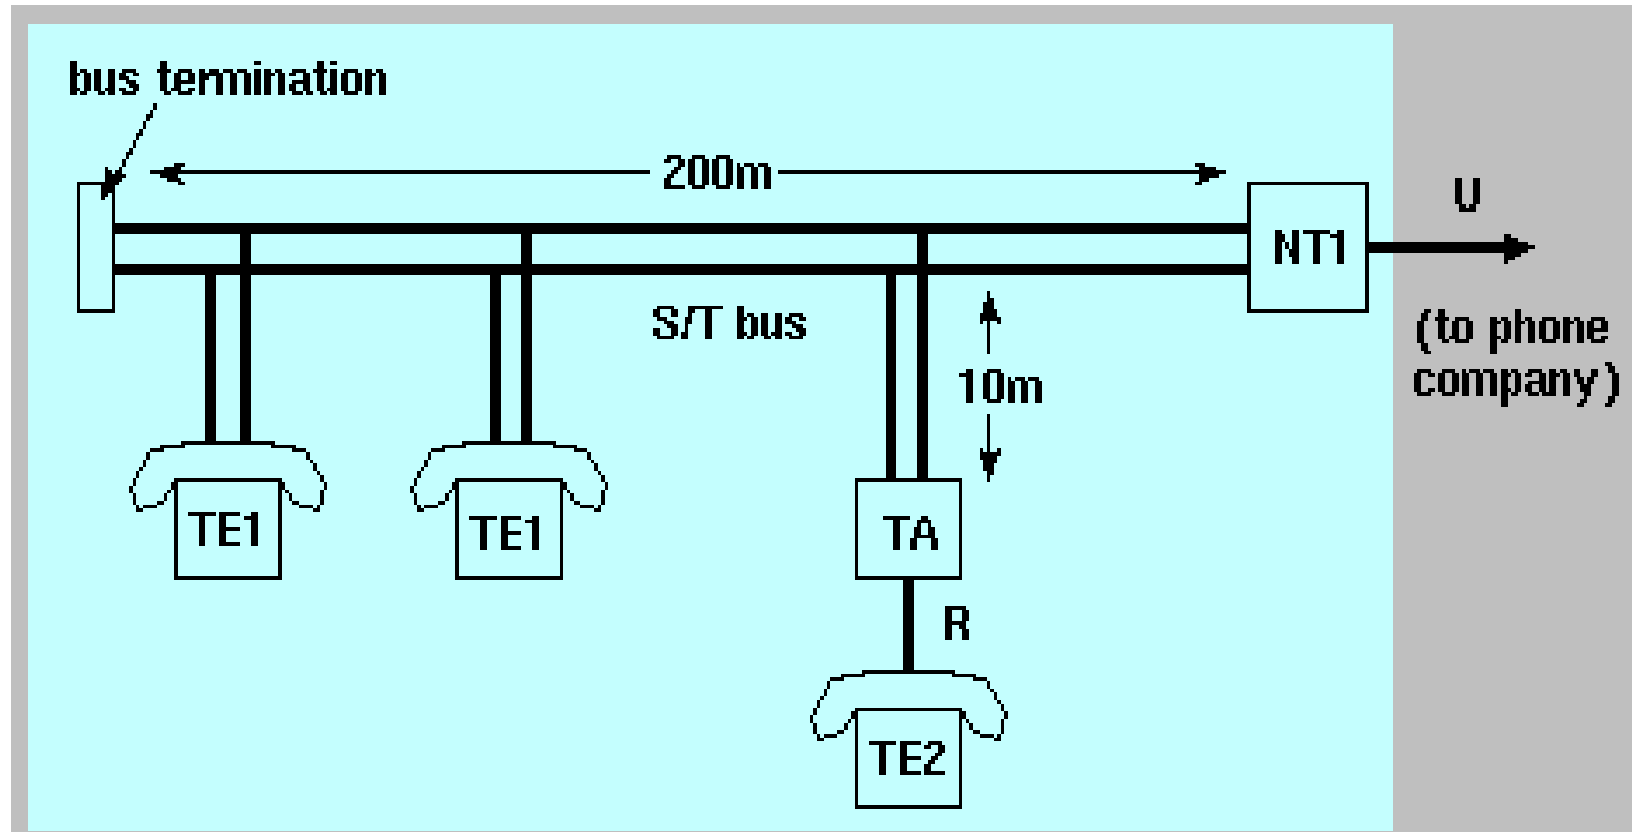 bus termination
200m
U
NT1
S/T bus
(to phone
company)
10m
TE1
TE1
TA
R
TE2